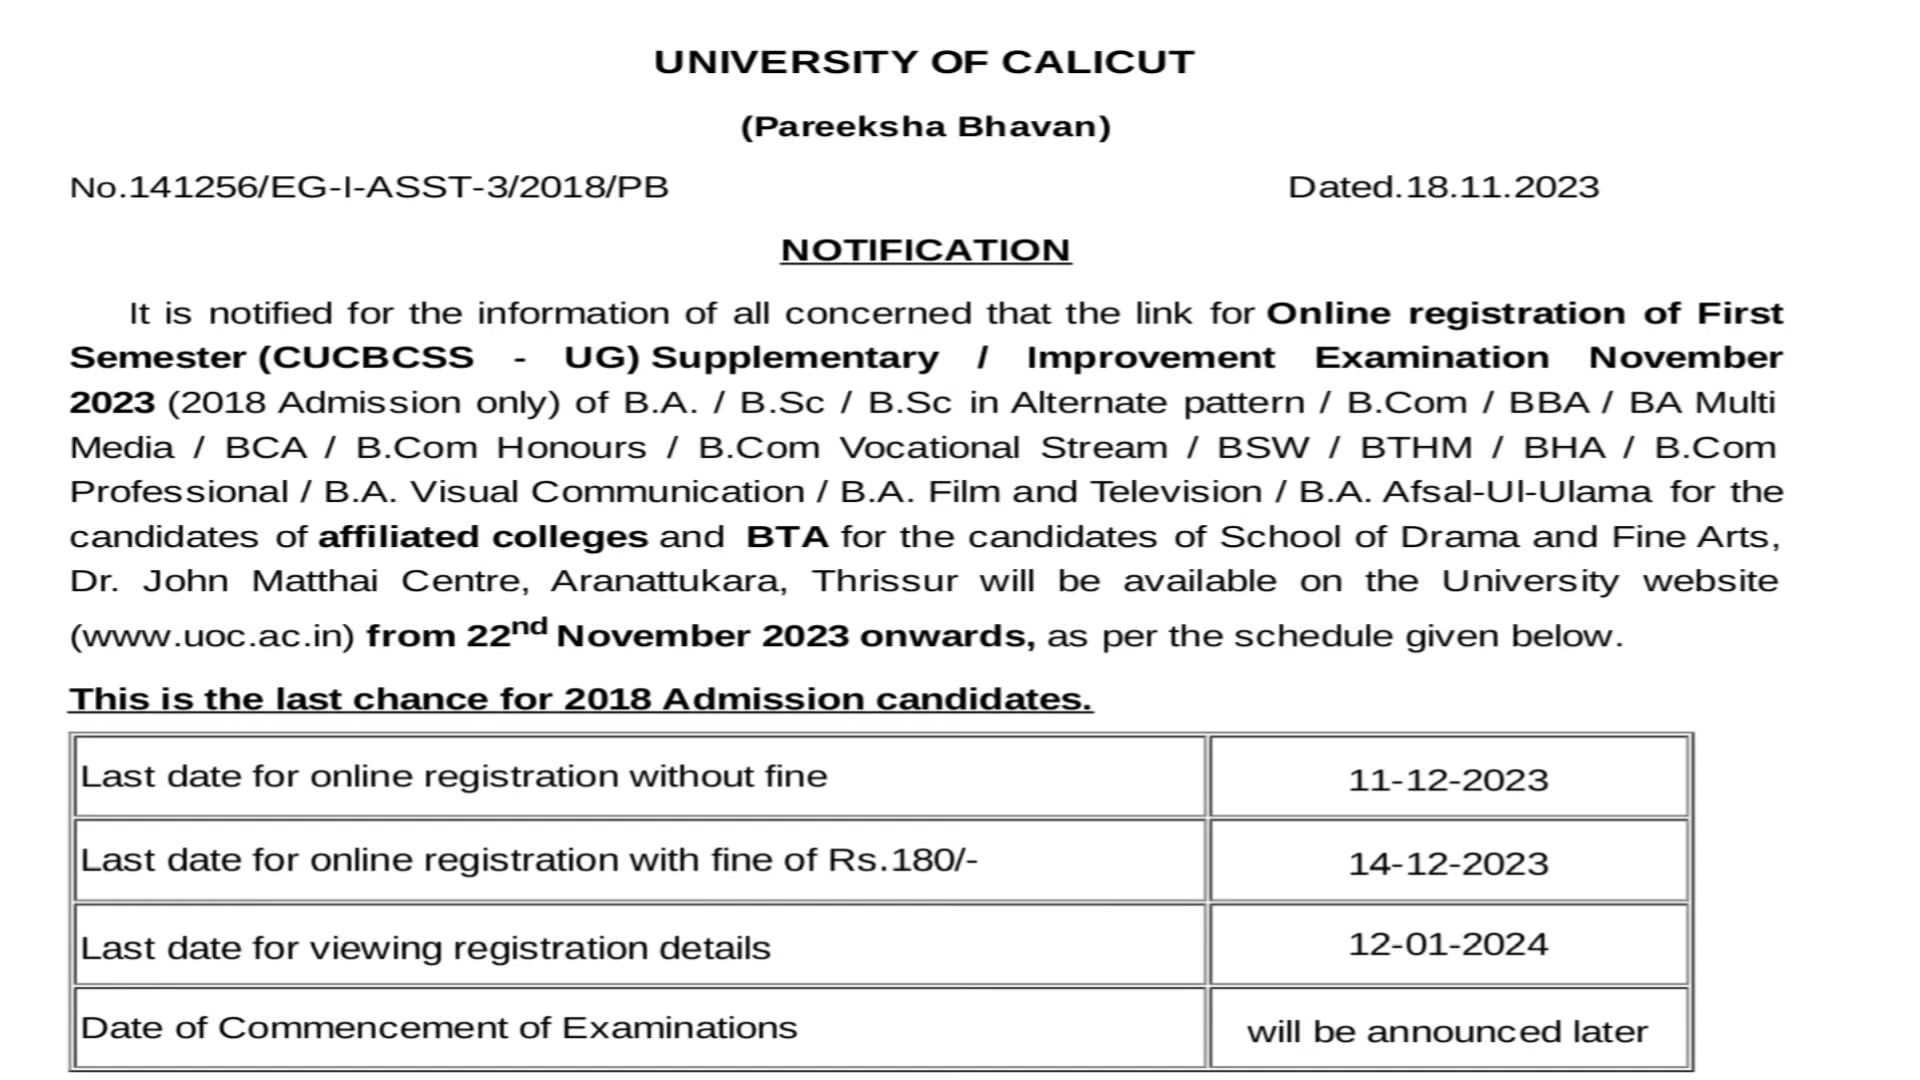 UNIVERSITY OF CALICUT
(Pareeksha Bhavan)
No.141256/EG-I-ASST-3/2018/PB Dated.18.11.2023
NOTIFICATION
It is notified for the information of all concerned that the link for Online registration of First
Semester (CUCBCSS - UG) Supplementary / Improvement Examination November
2023 (2018 Admission only) of B.A. / B.Sc / B.Sc in Alternate pattern / B.Com / BBA / BA Multi
Media / BCA / B.Com Honours / B.Com Vocational Stream / BSW / BTHM / BHA / B.Com
Professional / B.A. Visual Communication / B.A. Film and Television / B.A. Afsal-Ul-Ulama for the
candidates of affiliated colleges and BTA for the candidates of School of Drama and Fine Arts,
Dr. John Matthai Centre, Aranattukara, Thrissur will be available on the University website
(www.uoc.ac.in) from 22nd November 2023 onwards, as per the schedule given below.
This is the last chance for 2018 Admission candidates.
Last date for online registration without fine 11-12-2023
Last date for online registration with fine of Rs.180/- 14-12-2023
Last date for viewing registration details 12-01-2024
Date of Commencement of Examinations will be announced later